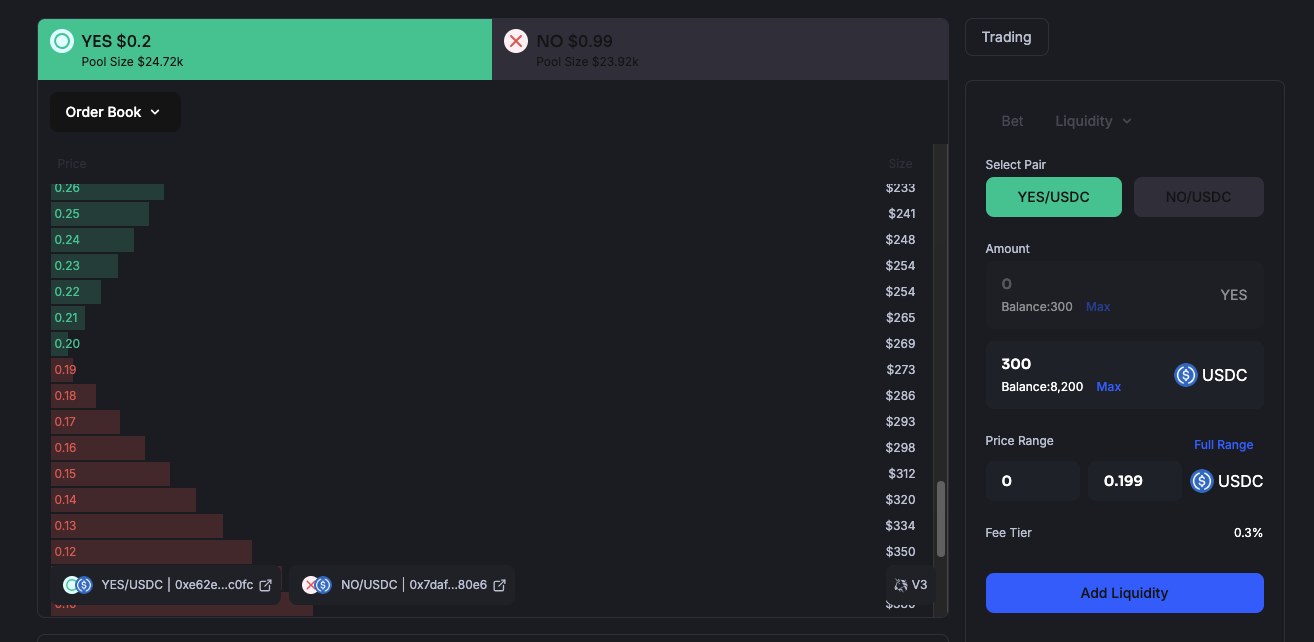 YES $0.2
Pool Size $24.72k
NO $0.99
Pool Size $23.92k
Trading
Order Book
Price Size
0.26 $233
0.25 $241
0.24 $248
0.23 $254
0.22 $254
0.21 $265
0.20 $269
0.19 $273
0.18 $286
0.17 $293
0.16 $298
0.15 $312
0.14 $320
0.13 $334
0.12 $350
YES/USDC | 0xe62e...c0fc
NO/USDC | 0x7daf...80e6
V3
Bet Liquidity
Select Pair
YES/USDC NO/USDC
Amount
0
Balance:300 Max
YES
300
Balance:8,200 Max
USDC
Price Range Full Range
0 0.199 USDC
Fee Tier 0.3%
Add Liquidity